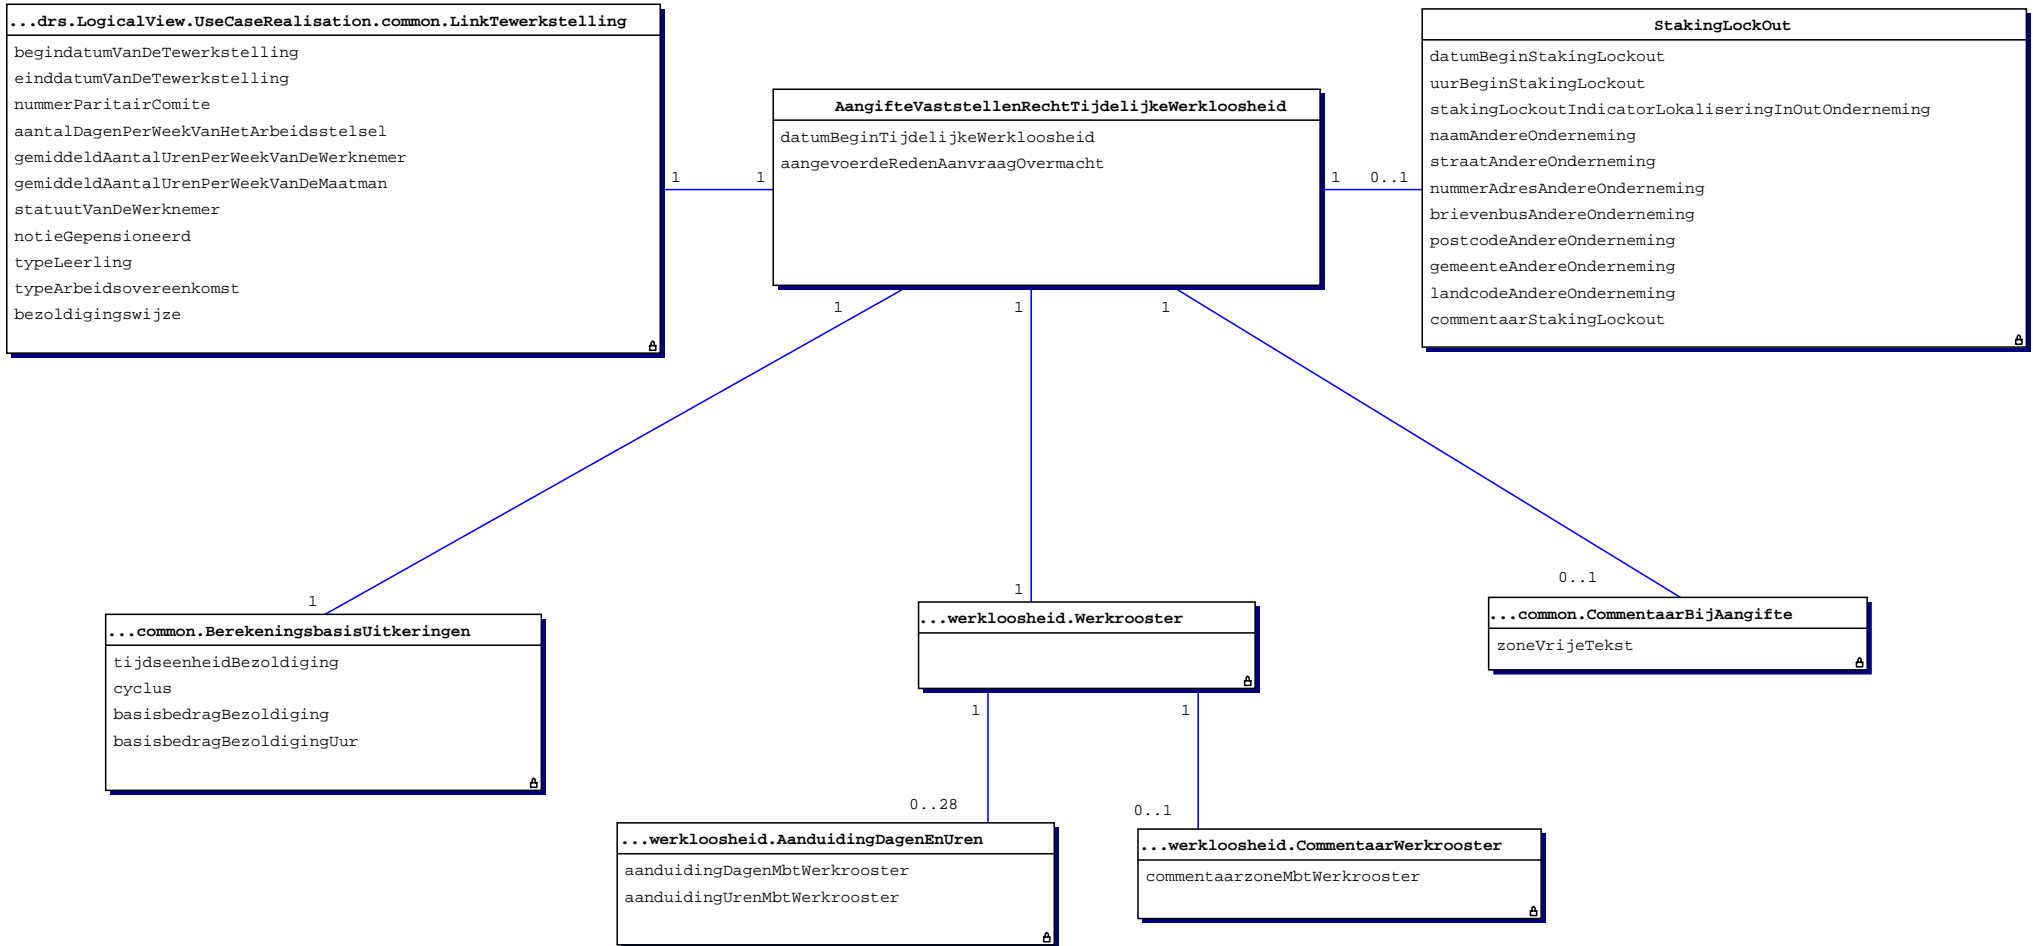 ...drs.LogicalView.UseCaseRealisation.common.LinkTewerkstelling
begindatumVanDeTewerkstelling
einddatumVanDeTewerkstelling
nummerParitairComite
aantalDagenPerWeekVanHetArbeidsstelsel
gemiddeldAantalUrenPerWeekVanDeWerknemer
gemiddeldAantalUrenPerWeekVanDeMaatman
statuutVanDeWerknemer
notieGepensioneerd
typeLeerling
typeArbeidsovereenkomst
bezoldigingswijze
1
1
AangifteVaststellenRechtTijdelijkeWerkloosheid
datumBeginTijdelijkeWerkloosheid
aangevoerdeRedenAanvraagOvermacht
1
0..1
StakingLockOut
datumBeginStakingLockout
uurBeginStakingLockout
stakingLockoutIndicatorLokaliseringInOutOnderneming
naamAndereOnderneming
straatAndereOnderneming
nummerAdresAndereOnderneming
brievenbusAndereOnderneming
postcodeAndereOnderneming
gemeenteAndereOnderneming
landcodeAndereOnderneming
commentaarStakingLockout
1
1
1
1
1
0..1
...common.BerekeningsbasisUitkeringen
tijdseenheidBezoldiging
cyclus
basisbedragBezoldiging
basisbedragBezoldigingUur
...werkloosheid.Werkrooster
...common.CommentaarBijAangifte
zoneVrijeTekst
1
1
0..28
0..1
...werkloosheid.AanduidingDagenEnUren
aanduidingDagenMbtWerkrooster
aanduidingUrenMbtWerkrooster
...werkloosheid.CommentaarWerkrooster
commentaarzoneMbtWerkrooster